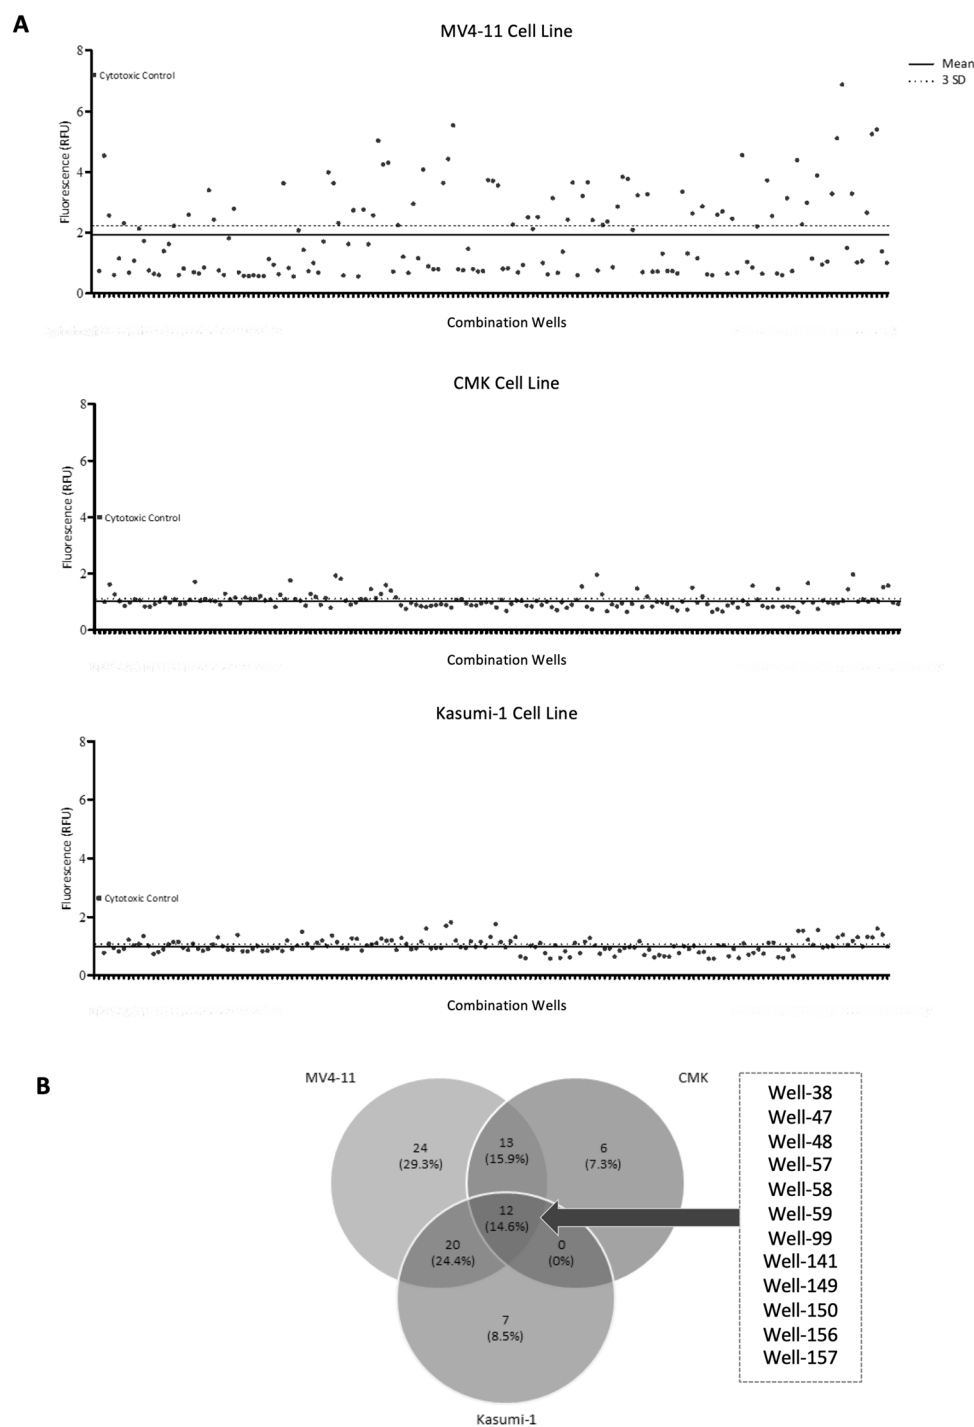 A
MV4-11 Cell Line
8
6
4
2
0
Fluorescence (RFU)
Cytotoxic Control
Mean
3 SD
Combination Wells
CMK Cell Line
8
6
4
2
0
Fluorescence (RFU)
Cytotoxic Control
Combination Wells
Kasumi-1 Cell Line
8
6
4
2
0
Fluorescence (RFU)
Cytotoxic Control
Combination Wells
B
MV4-11
CMK
24
(29.3%)
13
(15.9%)
6
(7.3%)
12
(14.6%)
20
(24.4%)
0
(0%)
7
(8.5%)
Kasumi-1
Well-38
Well-47
Well-48
Well-57
Well-58
Well-59
Well-99
Well-141
Well-149
Well-150
Well-156
Well-157